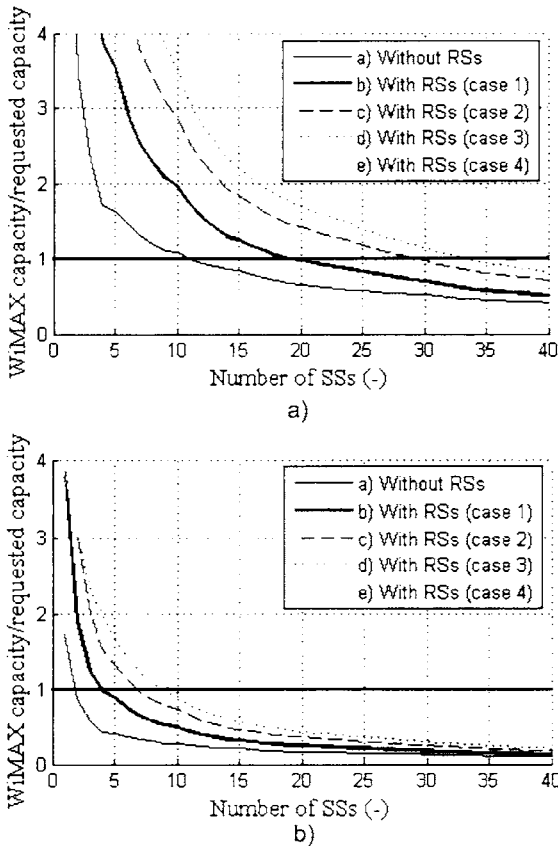 WiMAX capacity/requested capacity
4
3
2
1
0
a) Without RSs
b) With RSs (case 1)
c) With RSs (case 2)
d) With RSs (case 3)
e) With RSs (case 4)
0 5 10 15 20 25 30 35 40
Number of SSs (-)
a)
WiMAX capacity/requested capacity
4
3
2
1
0
a) Without RSs
b) With RSs (case 1)
c) With RSs (case 2)
d) With RSs (case 3)
e) With RSs (case 4)
0 5 10 15 20 25 30 35 40
Number of SSs (-)
b)